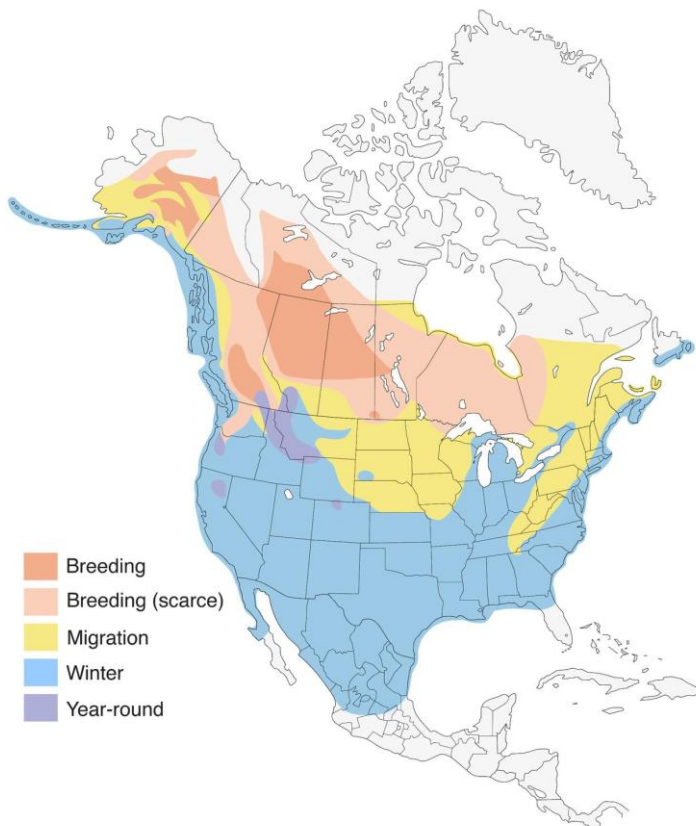 Breeding
Breeding (scarce)
Migration
Winter
Year-round